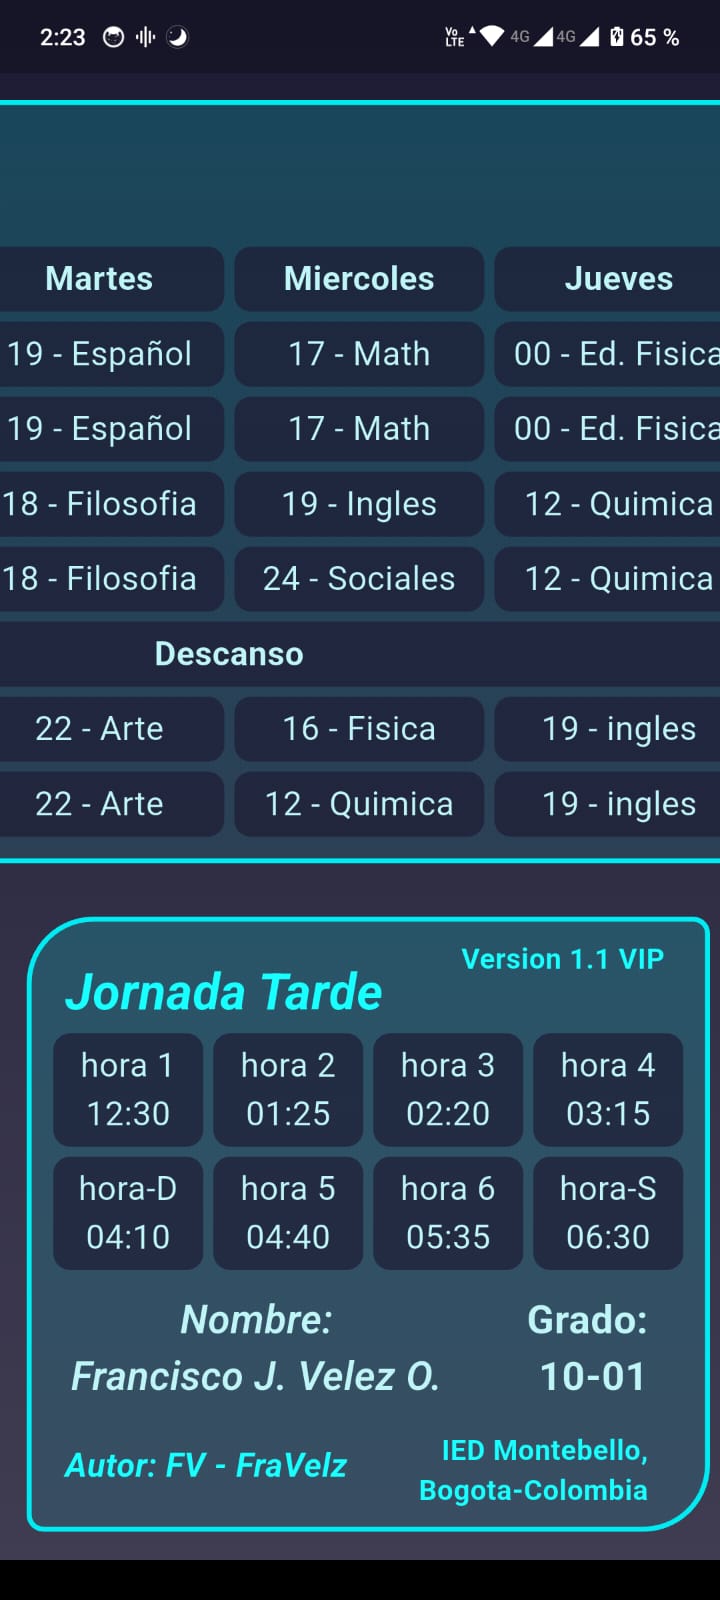 2:23 Vo LTE 4G 4G 65 %
Martes Miercoles Jueves
19 - Español 17 - Math 00 - Ed. Fisica
19 - Español 17 - Math 00 - Ed. Fisica
18 - Filosofia 19 - Ingles 12 - Quimica
18 - Filosofia 24 - Sociales 12 - Quimica
Descanso
22 - Arte 16 - Fisica 19 - ingles
22 - Arte 12 - Quimica 19 - ingles
Version 1.1 VIP
Jornada Tarde
hora 1 hora 2 hora 3 hora 4
12:30 01:25 02:20 03:15
hora-D hora 5 hora 6 hora-S
04:10 04:40 05:35 06:30
Nombre: Grado:
Francisco J. Velez O. 10-01
Autor: FV - FraVelz
IED Montebello,
Bogota-Colombia